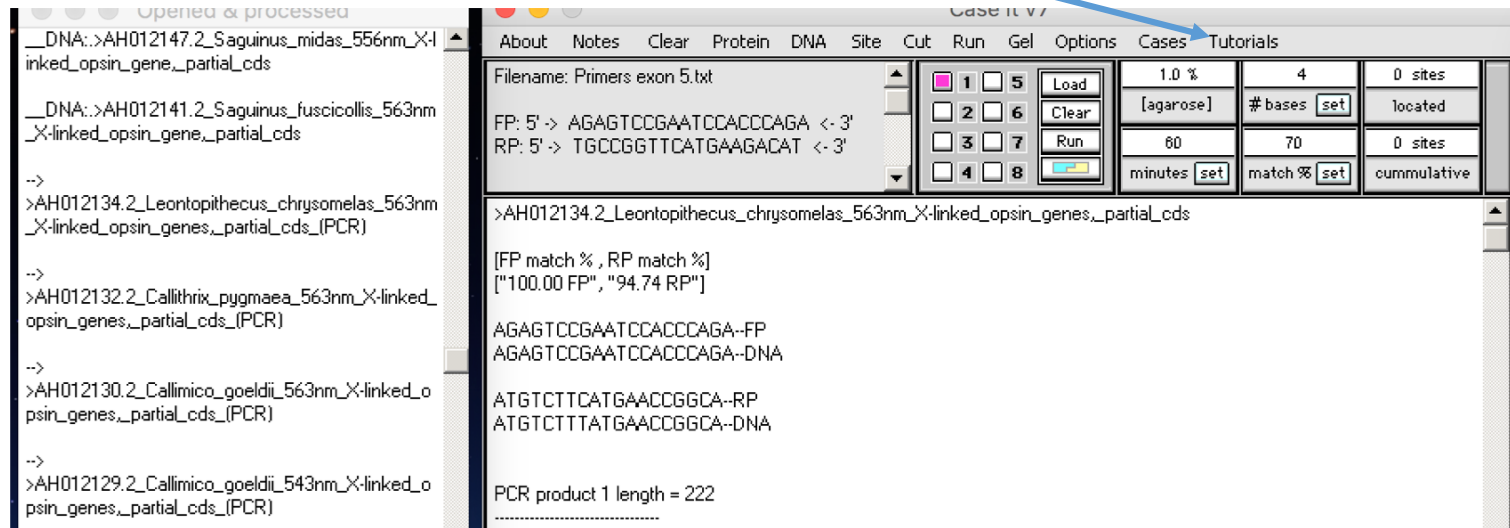 Opened & processed
__DNA:.>AH012147.2_Saguinus_midas_556nm_X-l
inked_opsin_gene,_partial_cds
__DNA:.>AH012141.2_Saguinus_fuscicollis_563nm
_X-linked_opsin_gene,_partial_cds
-->
>AH012134.2_Leontopithecus_chrysomelas_563nm
_X-linked_opsin_genes,_partial_cds_(PCR)
-->
>AH012132.2_Callithrix_pygmaea_563nm_X-linked_
opsin_genes,_partial_cds_(PCR)
-->
>AH012130.2_Callimico_goeldii_563nm_X-linked_o
psin_genes,_partial_cds_(PCR)
-->
>AH012129.2_Callimico_goeldii_543nm_X-linked_o
psin_genes,_partial_cds_(PCR)
Case It v7
About Notes Clear Protein DNA Site Cut Run Gel Options Cases Tutorials
Filename: Primers exon 5.txt
FP: 5' -> AGAGTCCGAATCCACCCAGA <- 3'
RP: 5' -> TGCCGGTTCATGAAGACAT <- 3'
1 5 Load
2 6 Clear
3 7 Run
4 8
1.0 % 4 0 sites
[agarose] # bases set located
60 70 0 sites
minutes set match % set cummulative
>AH012134.2_Leontopithecus_chrysomelas_563nm_X-linked_opsin_genes,_partial_cds
[FP match % , RP match %]
["100.00 FP", "94.74 RP"]
AGAGTCCGAATCCACCCAGA--FP
AGAGTCCGAATCCACCCAGA--DNA
ATGTCTTCATGAACCGGCA--RP
ATGTCTTTATGAACCGGCA--DNA
PCR product 1 length = 222
---------------------------------